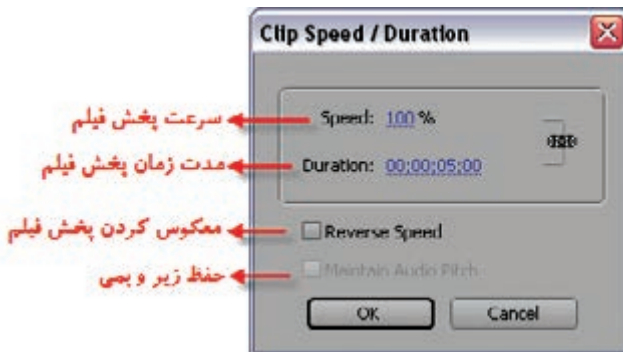 Clip Speed / Duration
سرعت پخش فیلم
Speed: 100 %
مدت زمان پخش فیلم
Duration: 00;00;05;00
معکوس کردن پخش فیلم
Reverse Speed
حفظ زیر و بمی
Maintain Audio Pitch
OK
Cancel